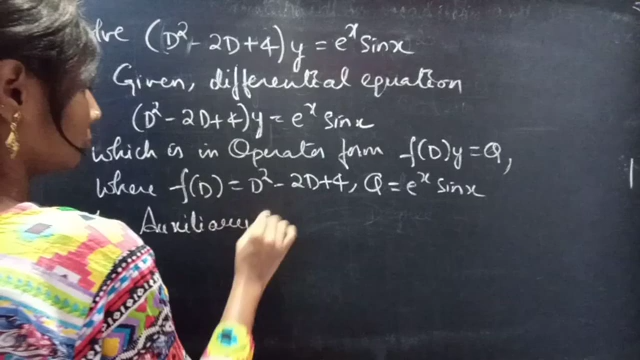 olve (D² - 2D + 4) y = eˣ Sinx
Given, differential equation
(D² - 2D + 4) y = eˣ Sinx
which is in Operator form f(D)y = Q,
where f(D) = D² - 2D + 4, Q = eˣ Sinx
Auxiliary